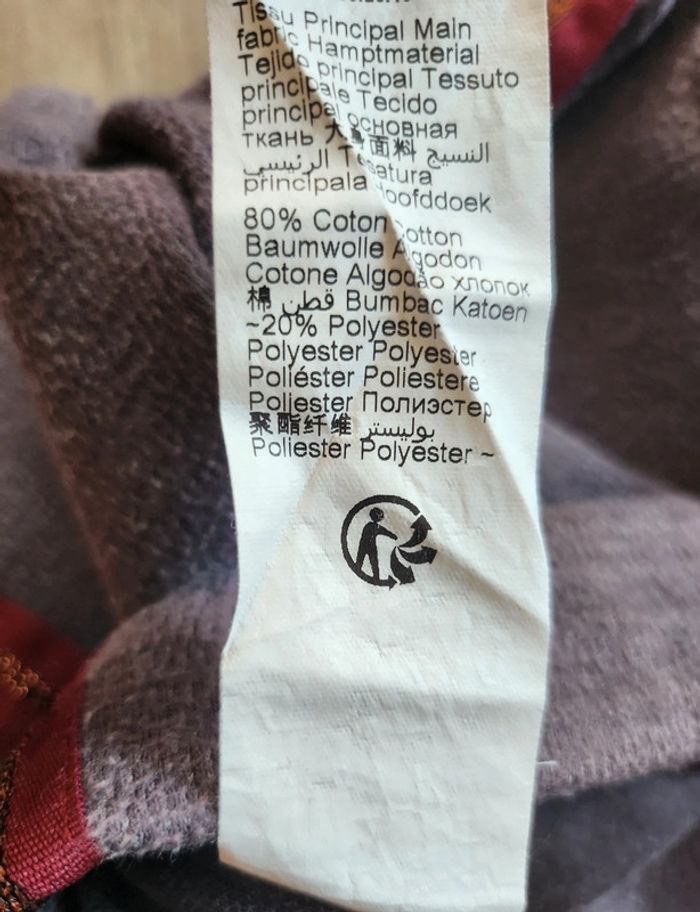 Tissu Principal Main
fabric Hamptmaterial
Tejido principal Tessuto
principale Tecido
principal основная
ткань 大身面料 النسيج
الرئيسي Tesatura
principala Hoofddoek
80% Coton Cotton
Baumwolle Algodon
Cotone Algodão хлопок
棉 قطن Bumbac Katoen
~20% Polyester
Polyester Polyester
Poliéster Poliestere
Poliester Полиэстер
聚酯纤维 بوليستر
Poliester Polyester ~